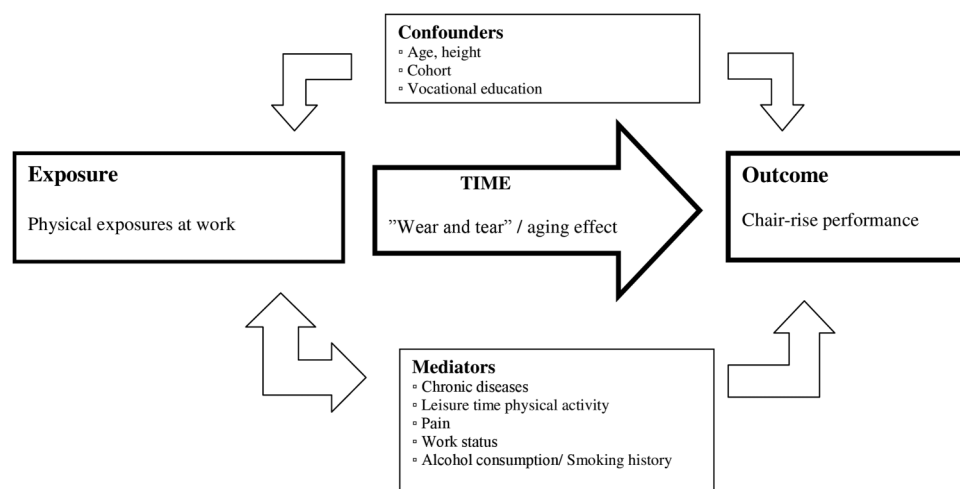 Confounders
▫ Age, height
▫ Cohort
▫ Vocational education
Exposure
Physical exposures at work
TIME
”Wear and tear” / aging effect
Outcome
Chair-rise performance
Mediators
▫ Chronic diseases
▫ Leisure time physical activity
▫ Pain
▫ Work status
▫ Alcohol consumption/ Smoking history